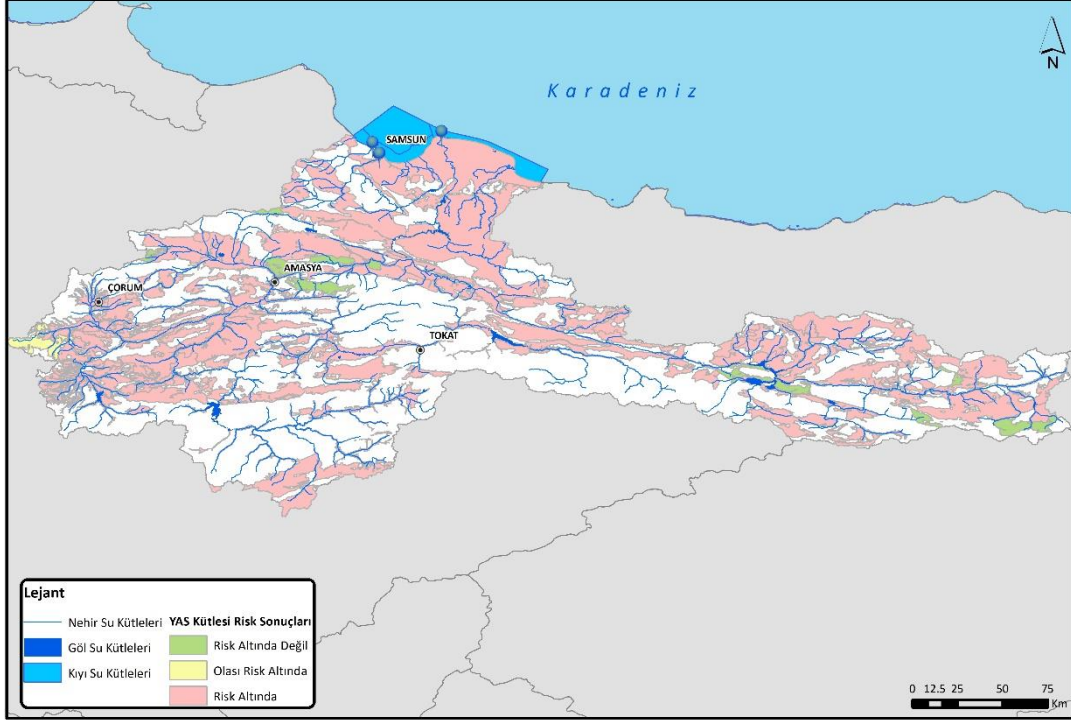 N
Karadeniz
SAMSUN
AMASYA
ÇORUM
TOKAT
Lejant
Nehir Su Kütleleri
Göl Su Kütleleri
Kıyı Su Kütleleri
YAS Kütlesi Risk Sonuçları
Risk Altında Değil
Olası Risk Altında
Risk Altında
0 12.5 25 50 75
Km